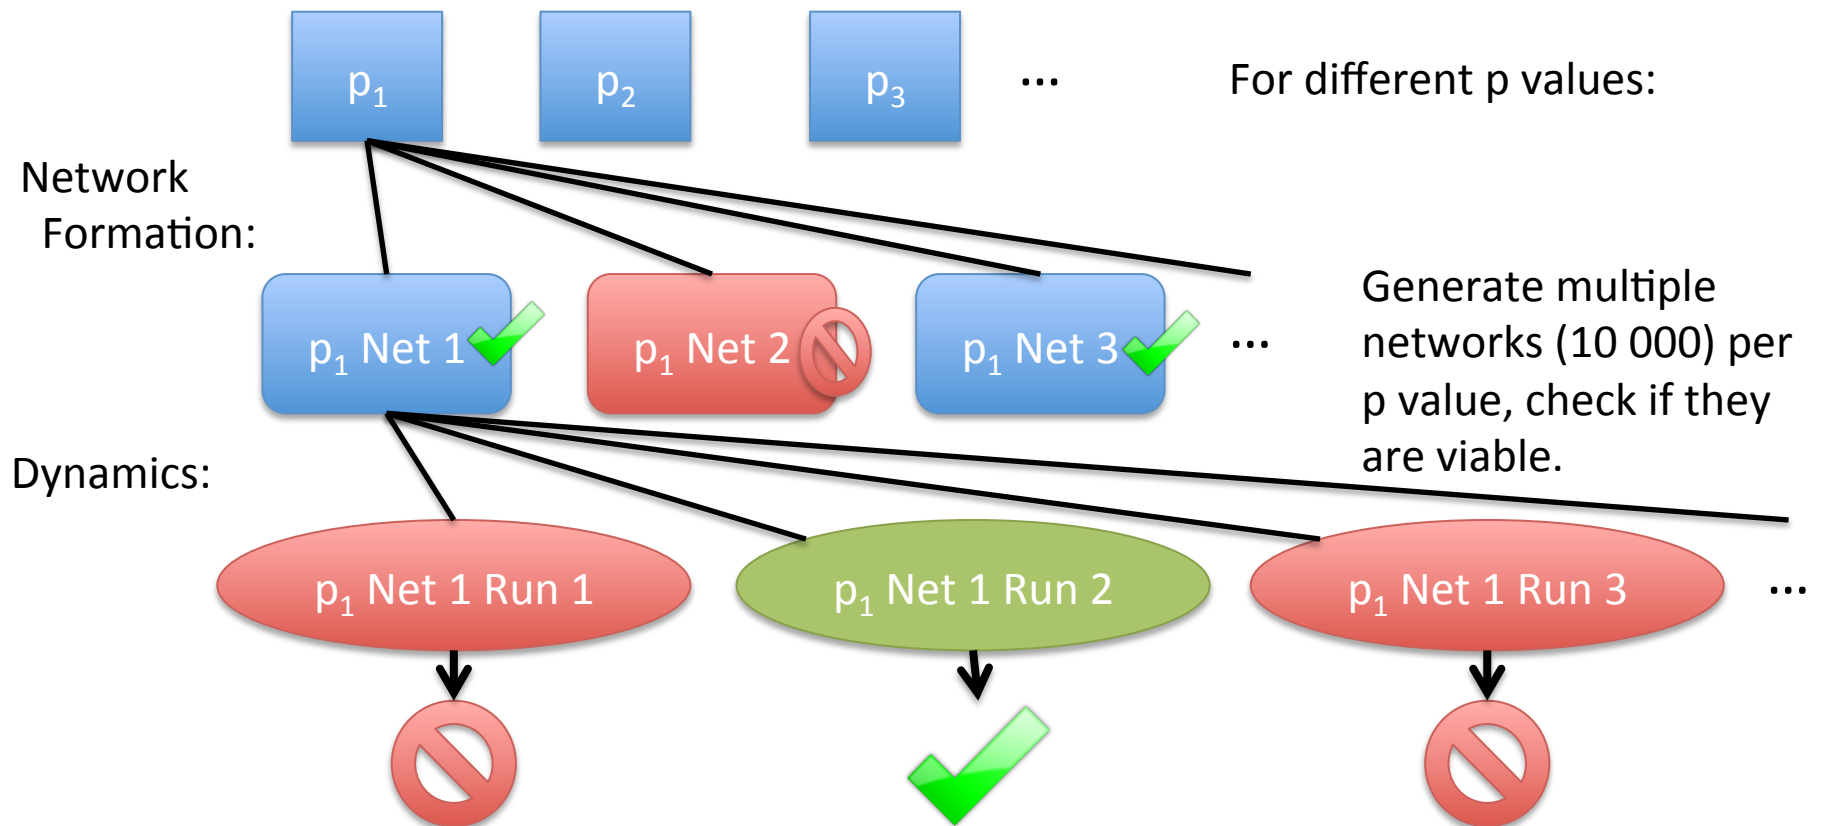 p₁ p₂ p₃ ... For different p values:
Network
Formation:
p₁ Net 1 p₁ Net 2 p₁ Net 3 ...
Generate multiple
networks (10 000) per
p value, check if they
are viable.
Dynamics:
p₁ Net 1 Run 1 p₁ Net 1 Run 2 p₁ Net 1 Run 3 ...